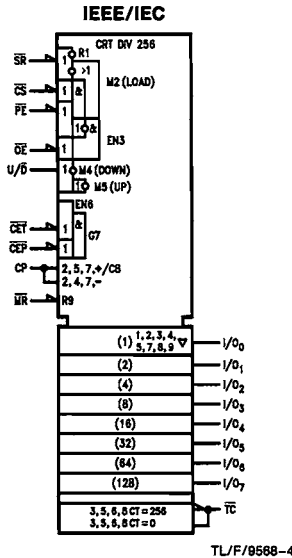 IEEE/IEC
CRT DIV 256
SR
1
R1
>1
M2 (LOAD)
CS
1
&
PE
1
1
&
EN3
OE
1
U/D
1
M4 (DOWN)
M5 (UP)
EN6
CET
1
&
G7
CEP
1
CP
2, 5, 7, +/C8
2, 4, 7, -
MR
R9
(1) 1, 2, 3, 4, ▽
5, 7, 8, 9
I/O0
(2)
I/O1
(4)
I/O2
(8)
I/O3
(16)
I/O4
(32)
I/O5
(64)
I/O6
(128)
I/O7
3, 5, 6, 8 CT = 256
3, 5, 6, 8 CT = 0
TC
TL/F/9568-4